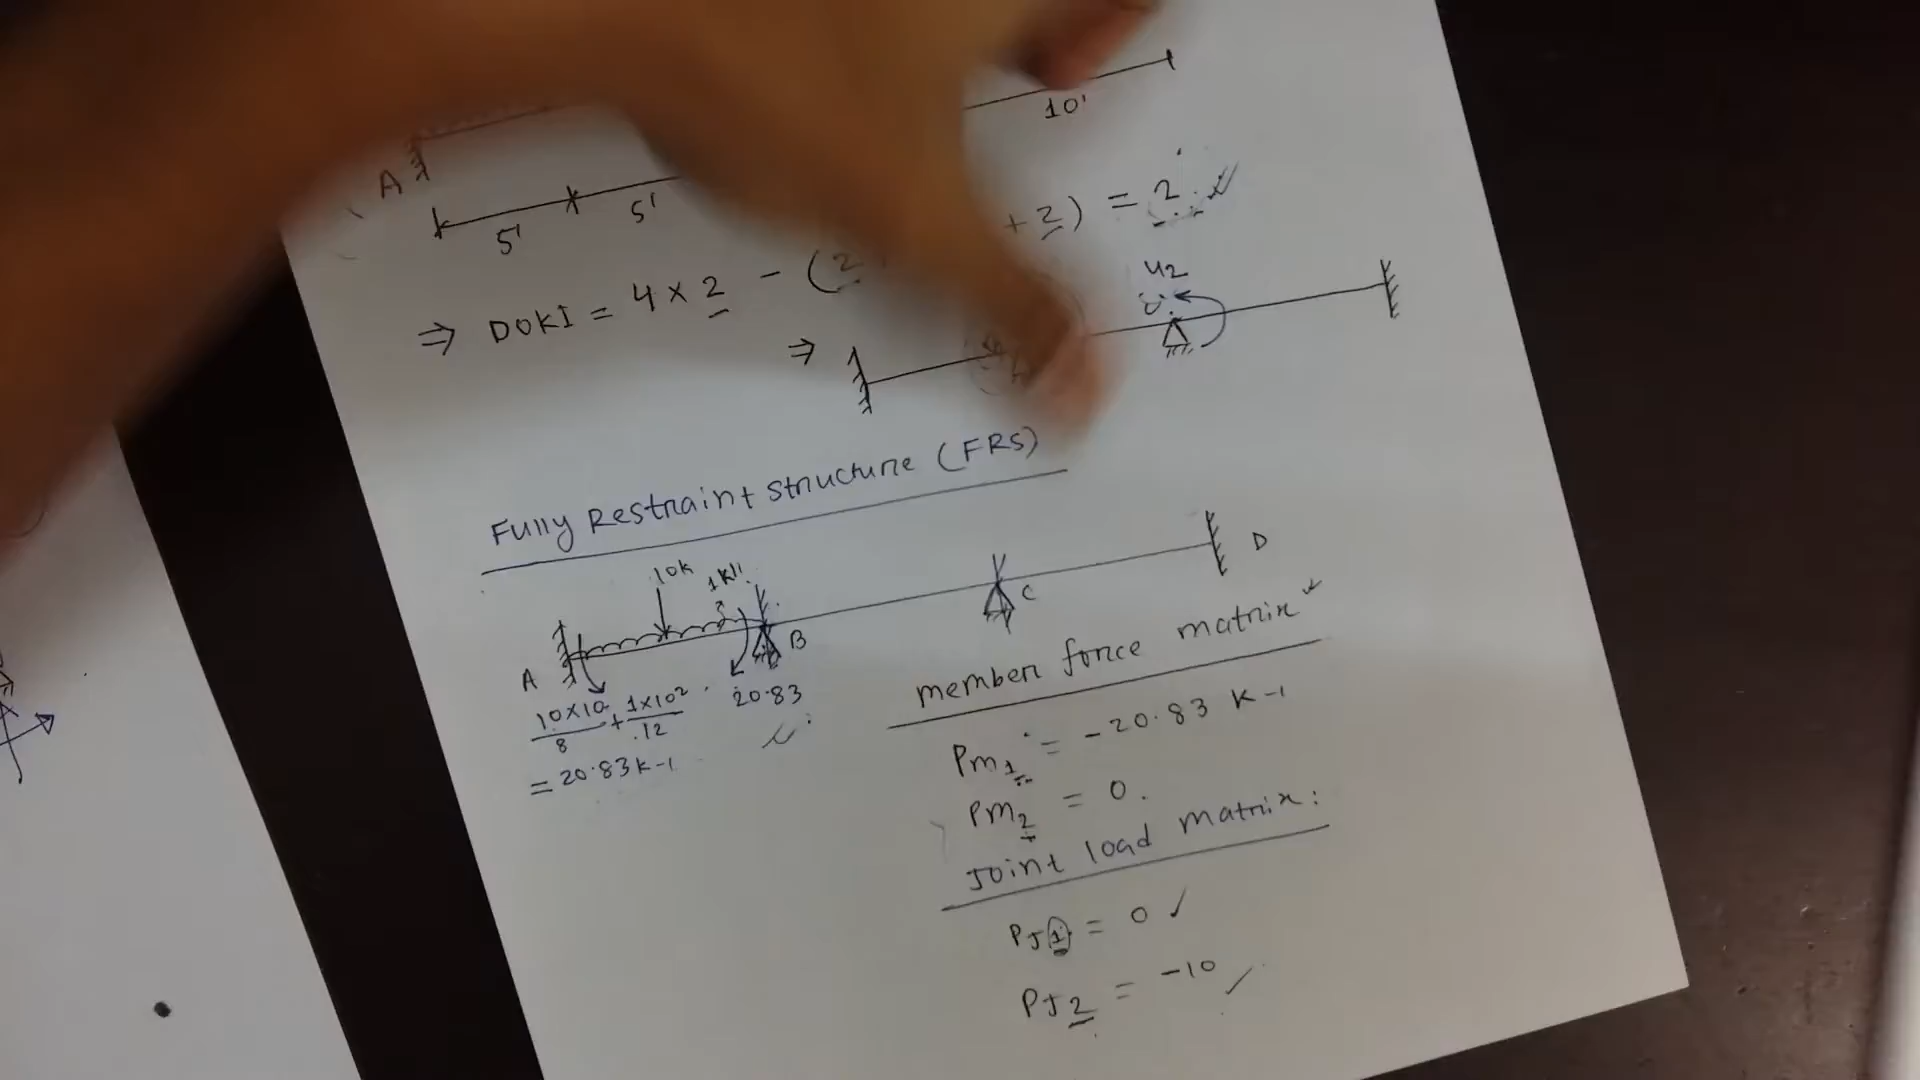 10'
A
5'
5'
⇒ DOKI = 4 × 2 - (2 + 2) = 2.
U2
⇒
Fully Restraint structure (FRS)
10k
1k/'
A
B
C
D
10×10/8 + 1×10²/12
20.83
= 20.83 K-'
member force matrix
Pm1 = -20.83 K-'
Pm2 = 0.
Joint load matrix:
PJ1 = 0 ✓
PJ2 = -10